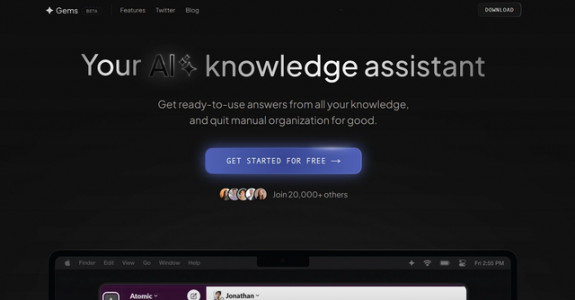 Gems BETA Features Twitter Blog DOWNLOAD
Your AI knowledge assistant
Get ready-to-use answers from all your knowledge,
and quit manual organization for good.
GET STARTED FOR FREE →
Join 20,000+ others
Finder Edit View Go Window Help Fri 2:55 PM
Atomic Jonathan